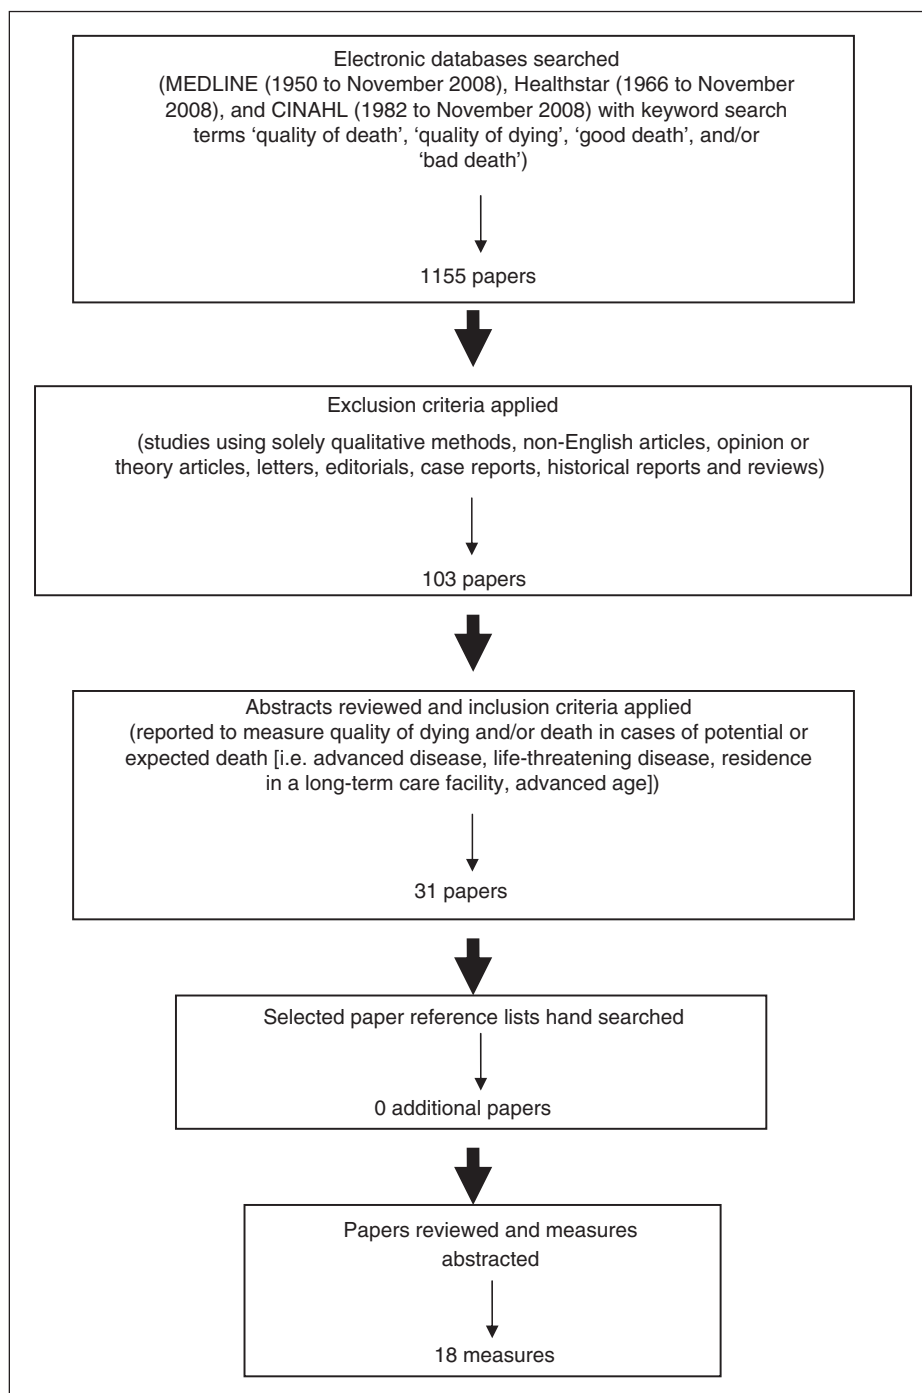 Electronic databases searched
(MEDLINE (1950 to November 2008), Healthstar (1966 to November
2008), and CINAHL (1982 to November 2008) with keyword search
terms ‘quality of death’, ‘quality of dying’, ‘good death’, and/or
‘bad death’)
1155 papers
Exclusion criteria applied
(studies using solely qualitative methods, non-English articles, opinion or
theory articles, letters, editorials, case reports, historical reports and reviews)
103 papers
Abstracts reviewed and inclusion criteria applied
(reported to measure quality of dying and/or death in cases of potential or
expected death [i.e. advanced disease, life-threatening disease, residence
in a long-term care facility, advanced age])
31 papers
Selected paper reference lists hand searched
0 additional papers
Papers reviewed and measures
abstracted
18 measures